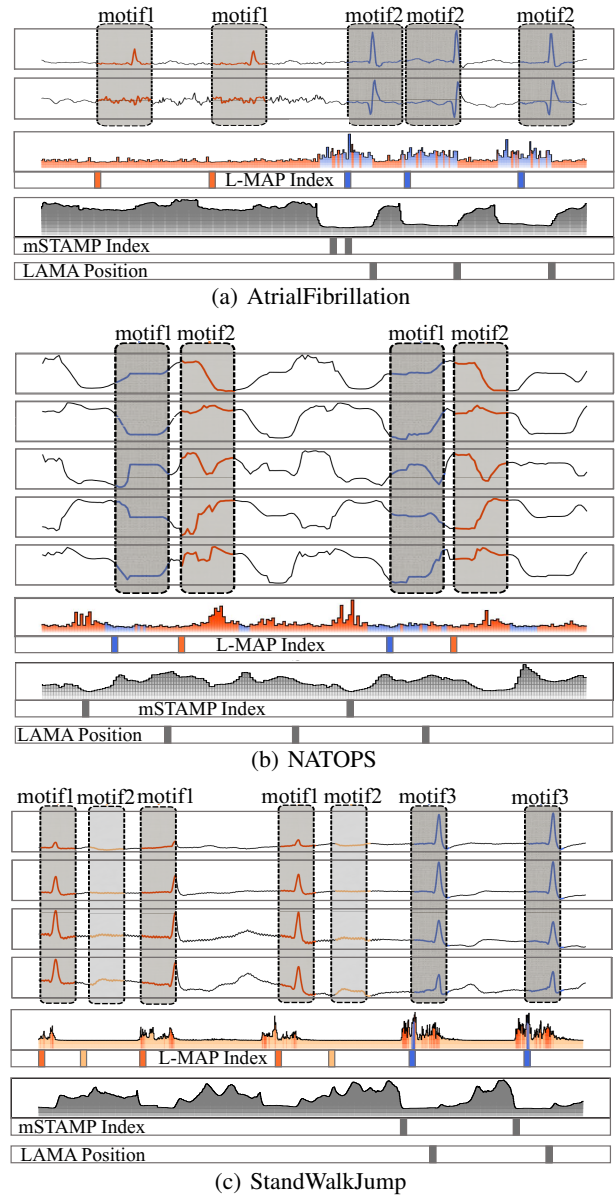 motif1 motif1 motif2 motif2 motif2
L-MAP Index
mSTAMP Index
LAMA Position
(a) AtrialFibrillation
motif1 motif2 motif1 motif2
L-MAP Index
mSTAMP Index
LAMA Position
(b) NATOPS
motif1 motif2 motif1 motif1 motif2 motif3 motif3
L-MAP Index
mSTAMP Index
LAMA Position
(c) StandWalkJump